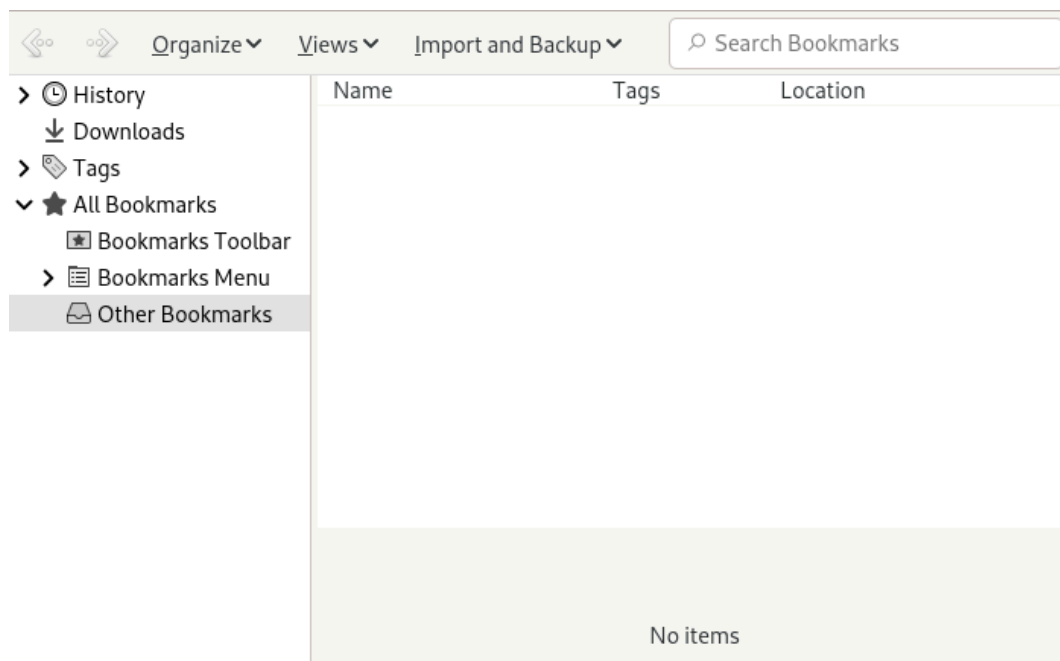 Organize Views Import and Backup Search Bookmarks
History
Downloads
Tags
All Bookmarks
Bookmarks Toolbar
Bookmarks Menu
Other Bookmarks
Name Tags Location
No items